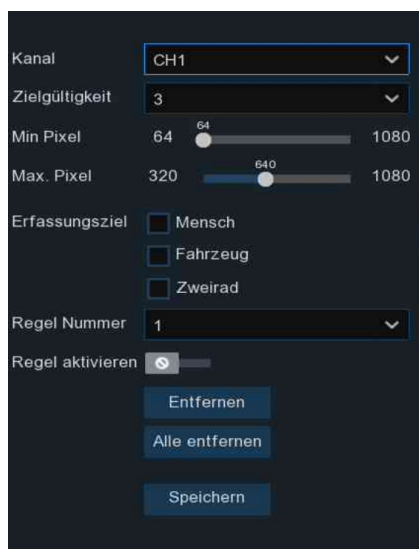 Kanal CH1
Zielgültigkeit 3
64
Min Pixel 64 1080
640
Max. Pixel 320 1080
Erfassungsziel Mensch
Fahrzeug
Zweirad
Regel Nummer 1
Regel aktivieren
Entfernen
Alle entfernen
Speichern